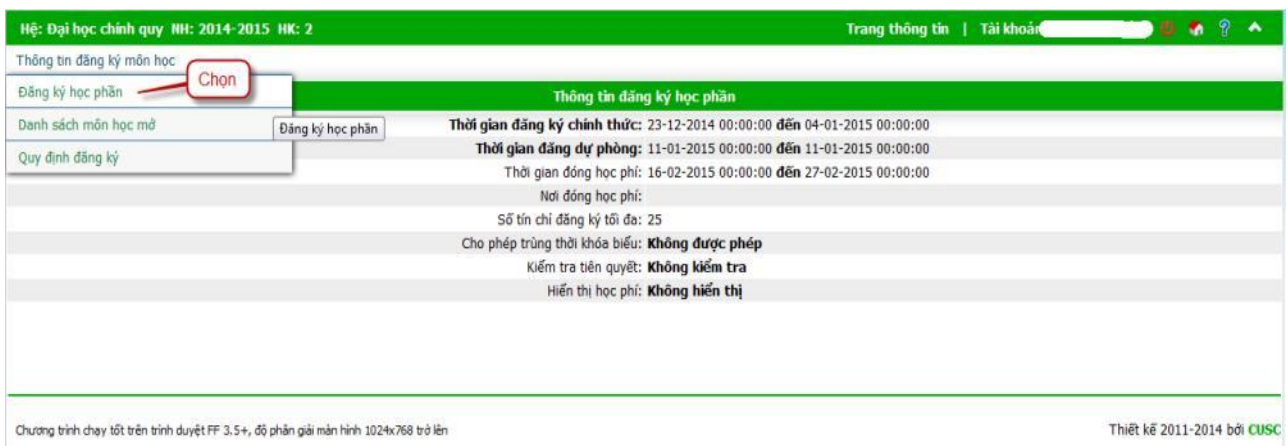 Hệ: Đại học chính quy NH: 2014-2015 HK: 2 Trang thông tin | Tài khoản
Thông tin đăng ký môn học
Đăng ký học phần Chọn
Thông tin đăng ký học phần
Danh sách môn học mở
Đăng ký học phần
Thời gian đăng ký chính thức: 23-12-2014 00:00:00 đến 04-01-2015 00:00:00
Quy định đăng ký
Thời gian đăng dự phòng: 11-01-2015 00:00:00 đến 11-01-2015 00:00:00
Thời gian đóng học phí: 16-02-2015 00:00:00 đến 27-02-2015 00:00:00
Nơi đóng học phí:
Số tín chỉ đăng ký tối đa: 25
Cho phép trùng thời khóa biểu: Không được phép
Kiểm tra tiên quyết: Không kiểm tra
Hiển thị học phí: Không hiển thị
Chương trình chạy tốt trên trình duyệt FF 3.5+, độ phân giải màn hình 1024x768 trở lên Thiết kế 2011-2014 bởi CUSC